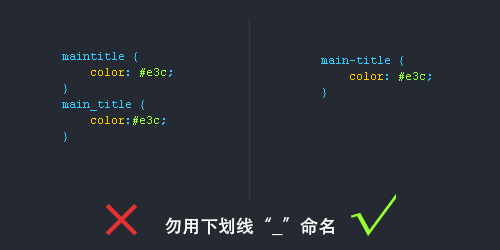 maintitle {
    color: #e3c;
}
main_title {
    color:#e3c;
}
main-title {
    color: #e3c;
}
勿用下划线“_”命名